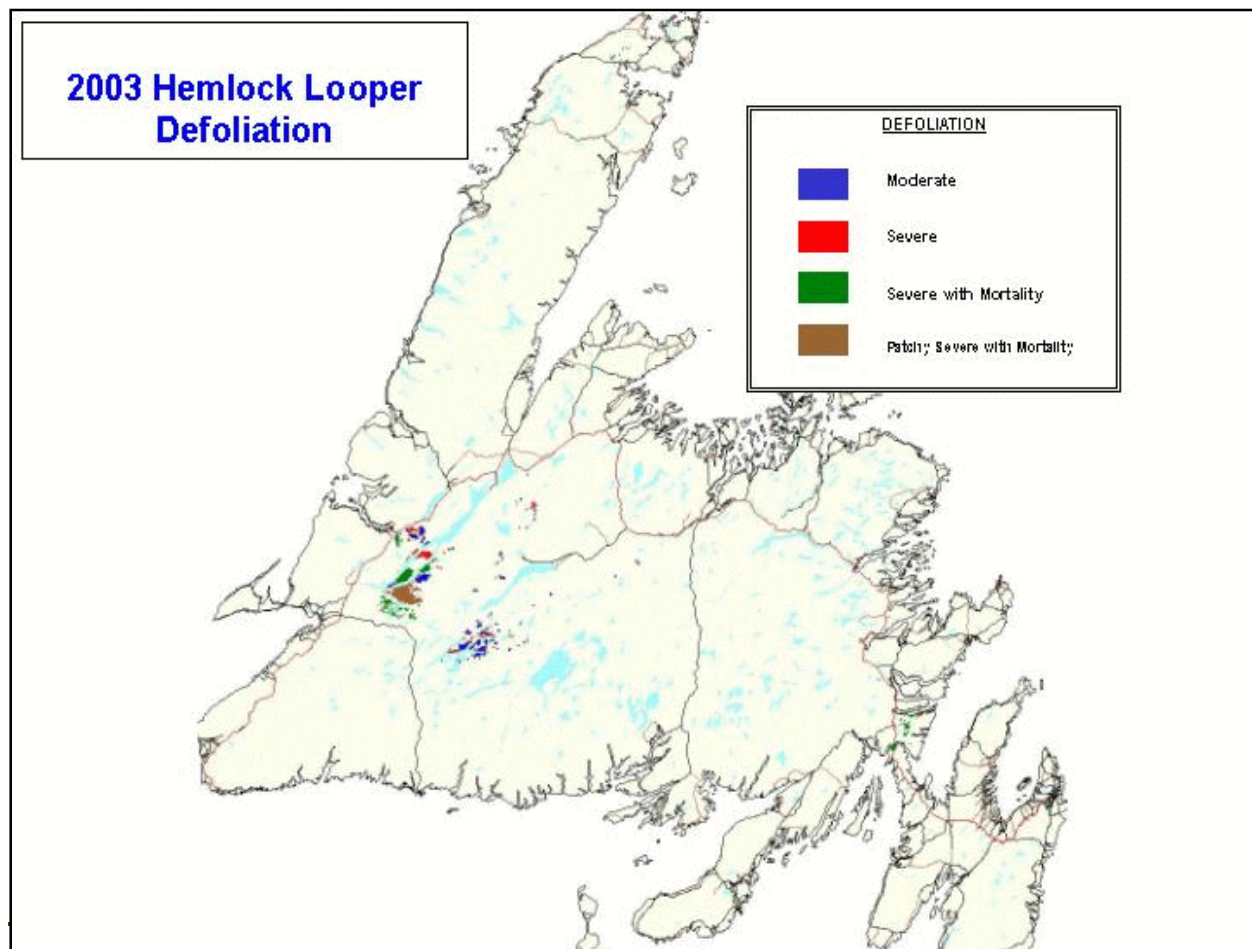 2003 Hemlock Looper
Defoliation
DEFOLIATION
Moderate
Severe
Severe with Mortality
Patchy Severe with Mortality